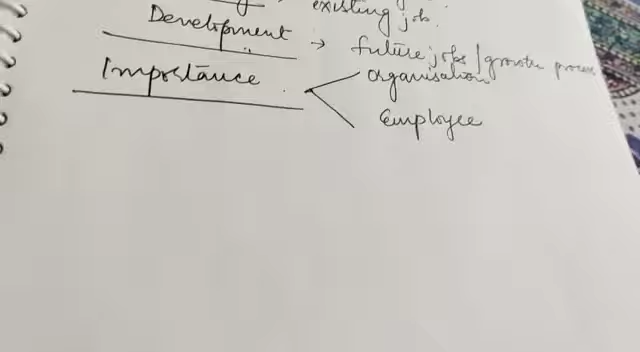 existing job.
Development → future jobs / growth process
Importance organisation
Employee